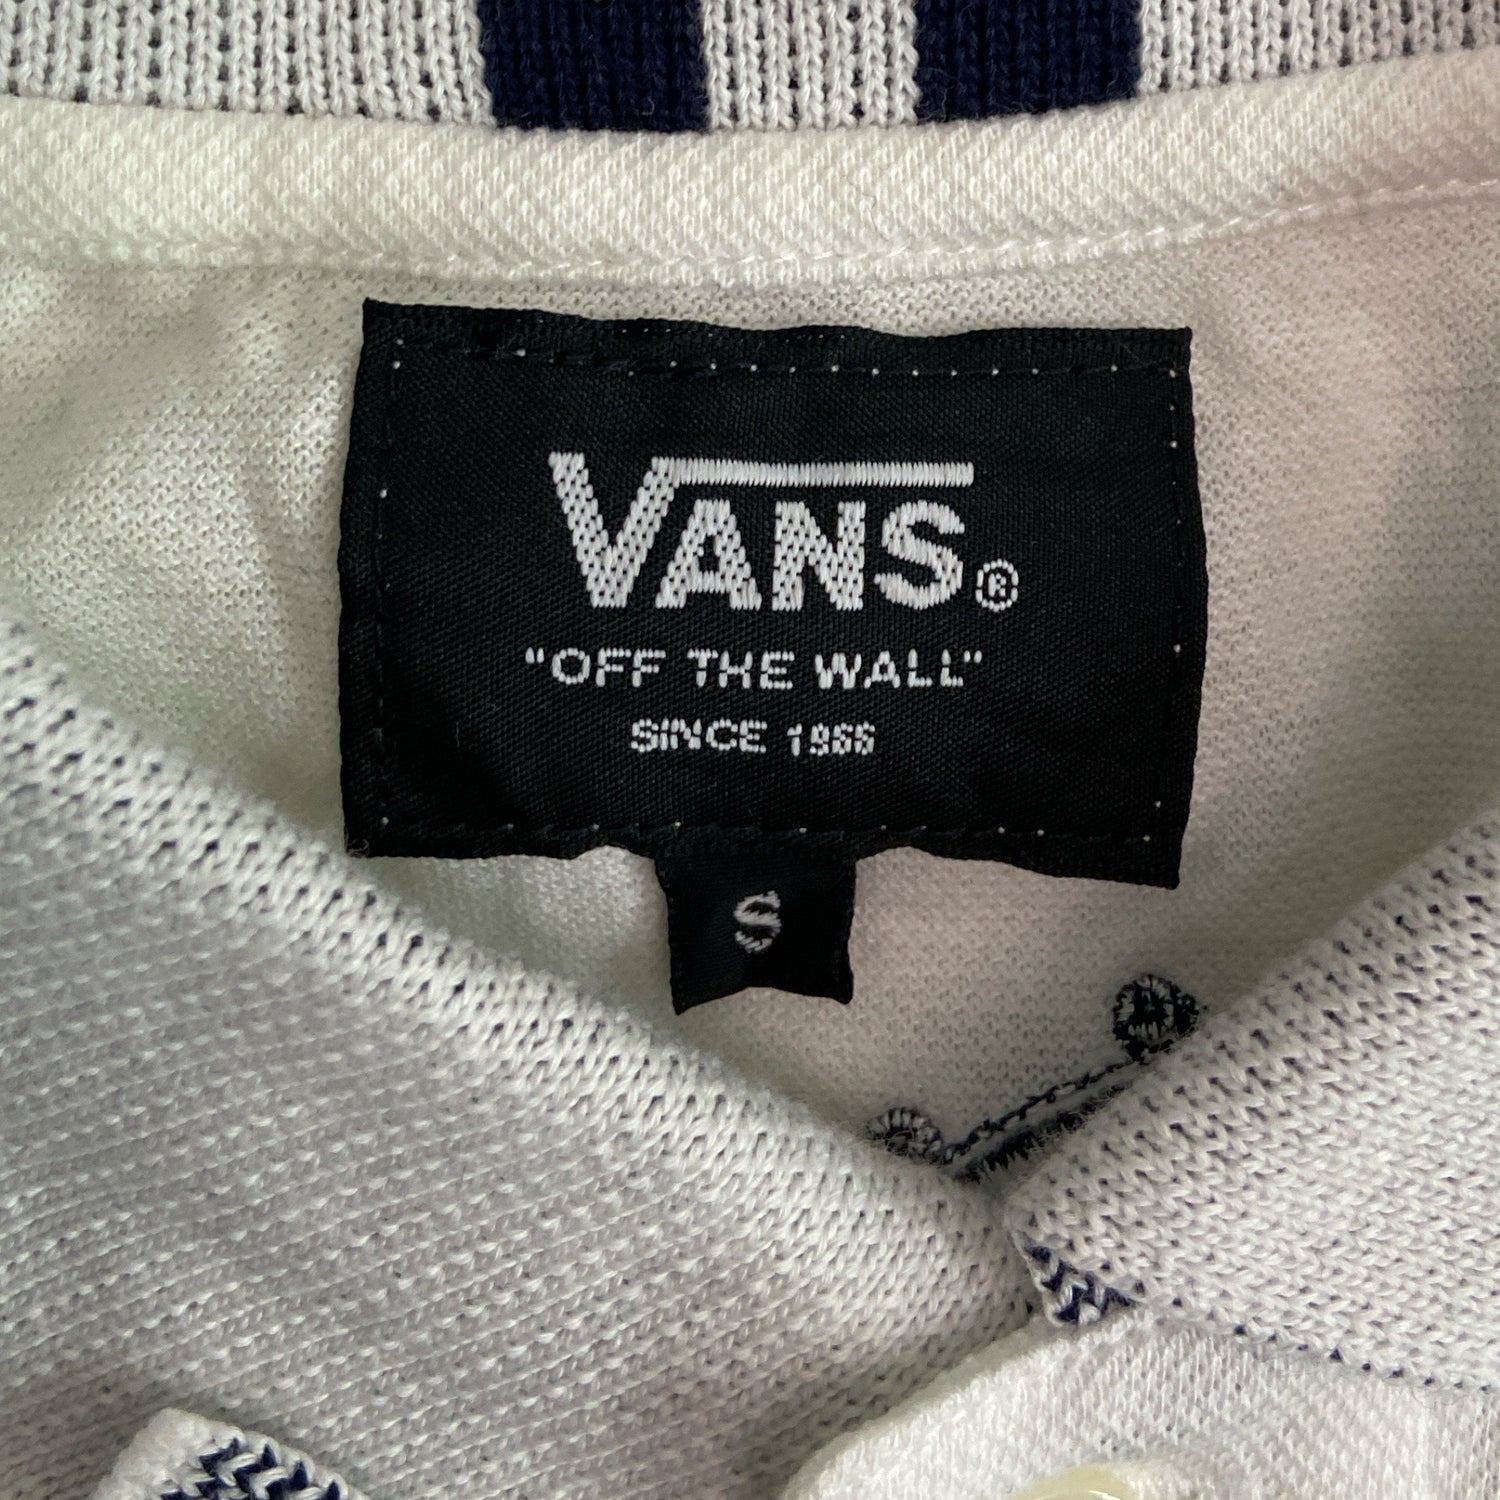 VANS®
"OFF THE WALL"
SINCE 1966
S